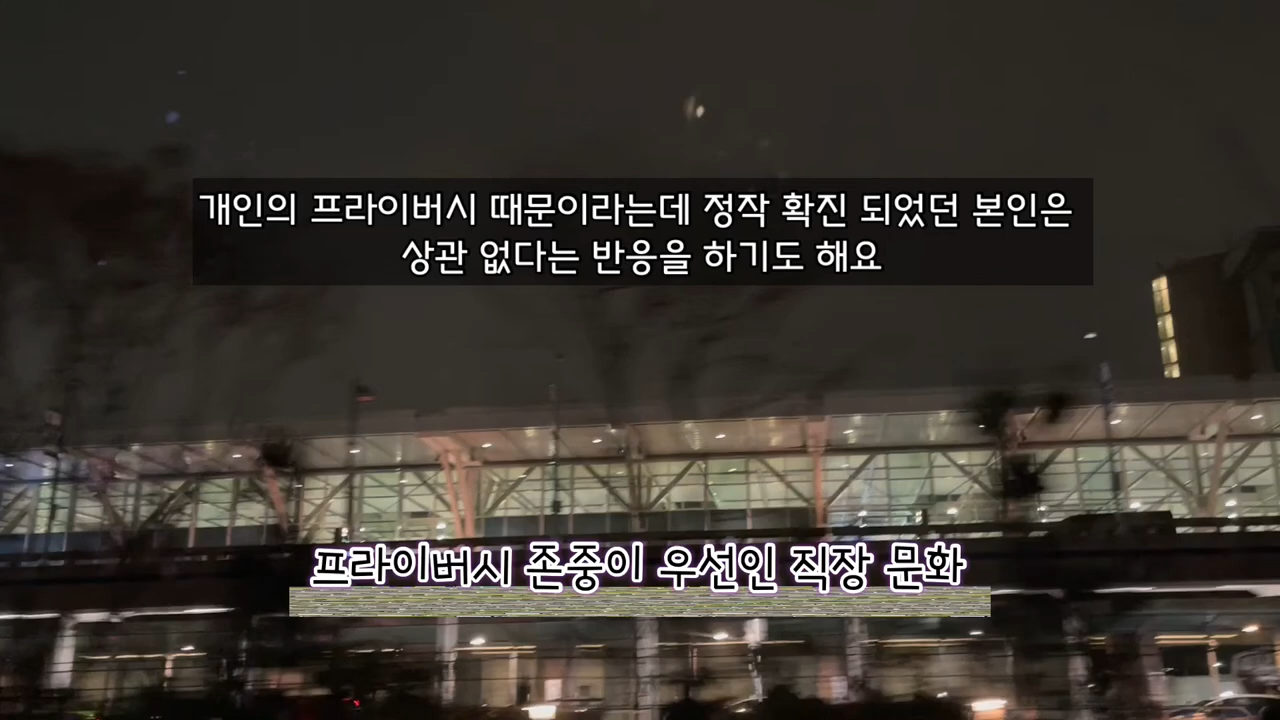 개인의 프라이버시 때문이라는데 정작 확진 되었던 본인은
상관 없다는 반응을 하기도 해요
프라이버시 존중이 우선인 직장 문화